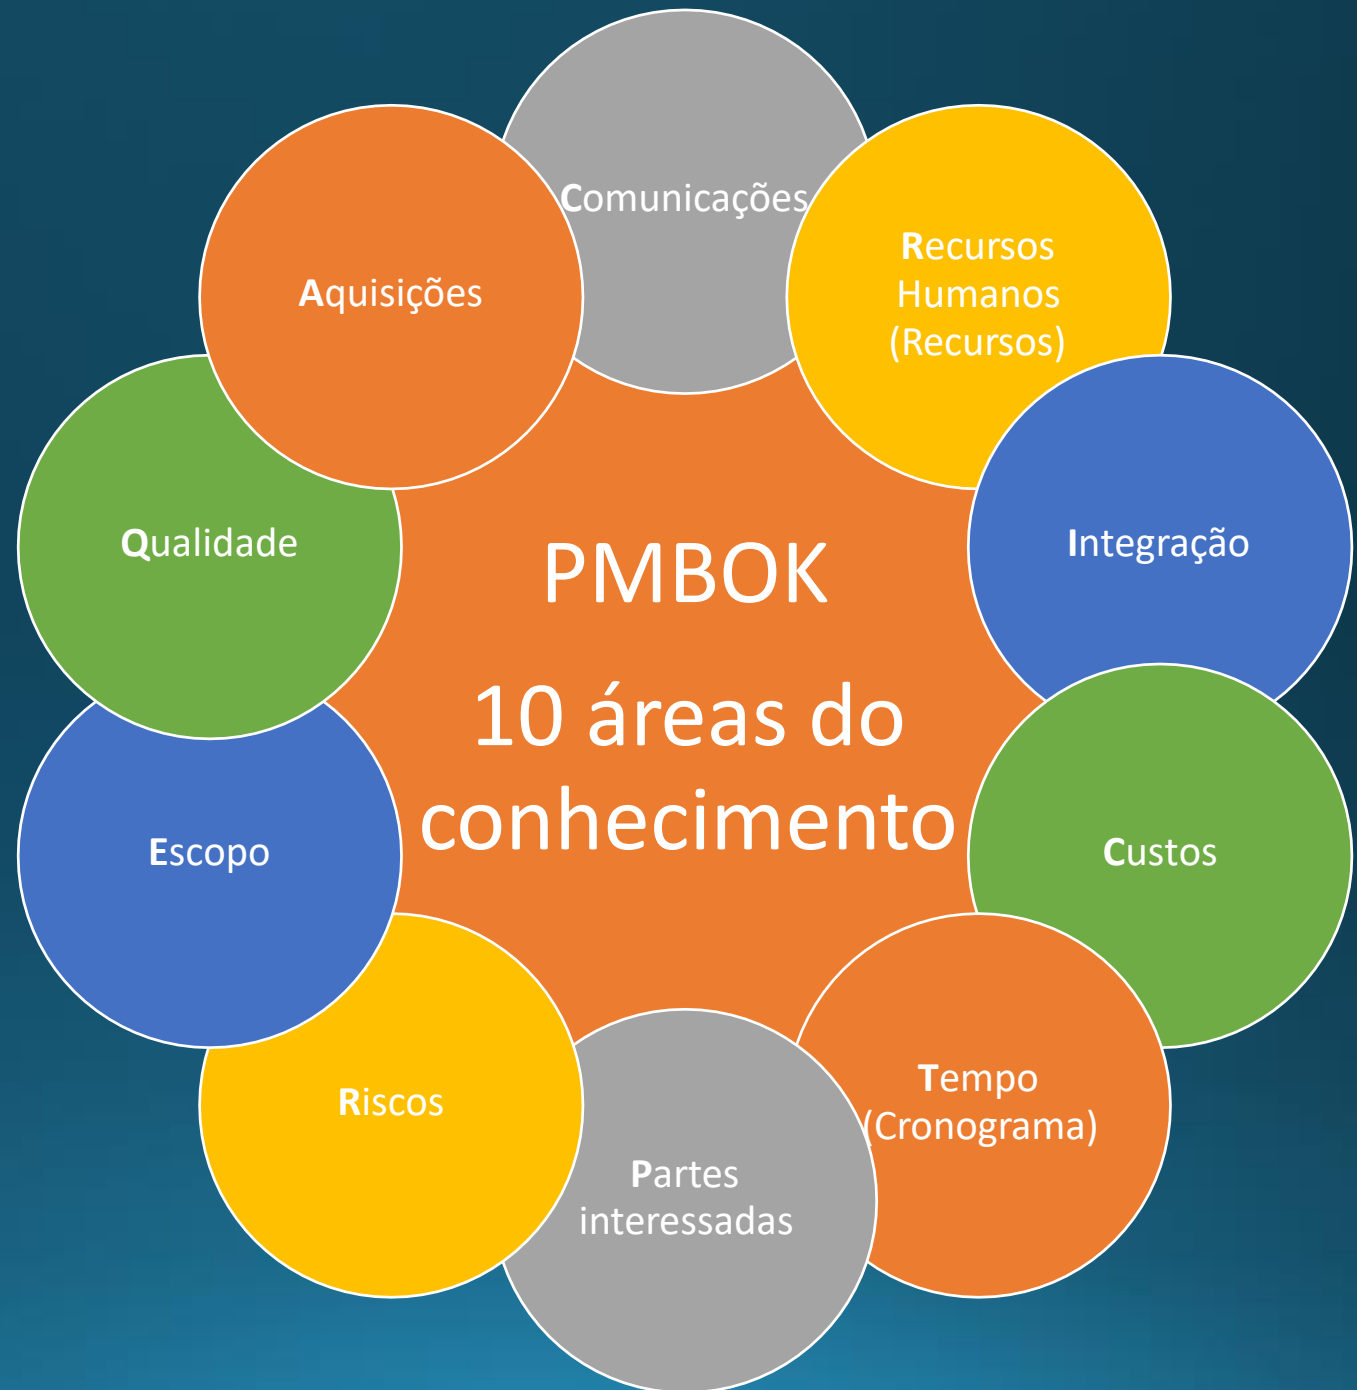 Comunicações
Recursos
Humanos
(Recursos)
Integração
Custos
Tempo
(Cronograma)
Partes
interessadas
Riscos
Escopo
Qualidade
Aquisições
PMBOK
10 áreas do
conhecimento